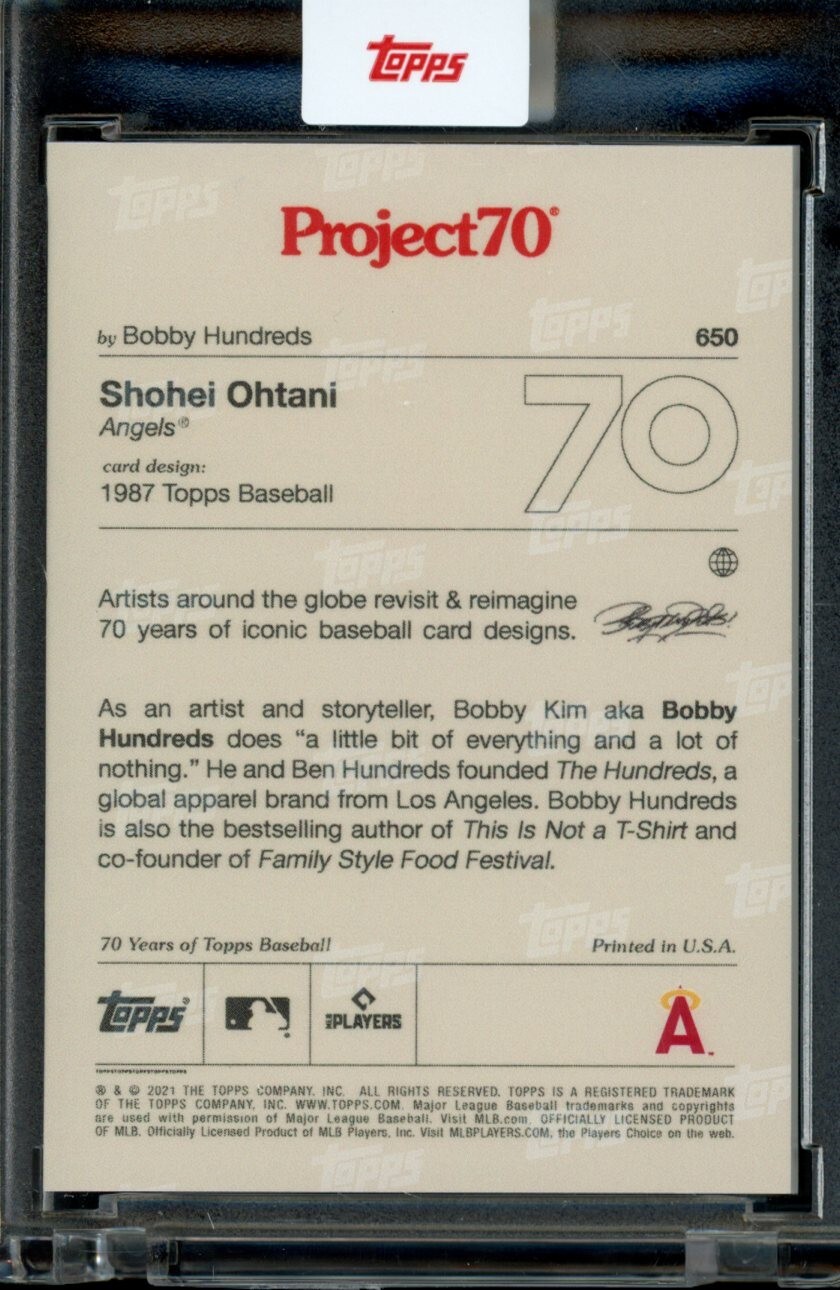 Topps
Project70®
by Bobby Hundreds 650
Shohei Ohtani
Angels®
card design:
1987 Topps Baseball
70
Artists around the globe revisit & reimagine
70 years of iconic baseball card designs.
As an artist and storyteller, Bobby Kim aka Bobby
Hundreds does “a little bit of everything and a lot of
nothing.” He and Ben Hundreds founded The Hundreds, a
global apparel brand from Los Angeles. Bobby Hundreds
is also the bestselling author of This Is Not a T-Shirt and
co-founder of Family Style Food Festival.
70 Years of Topps Baseball Printed in U.S.A.
Topps® MLB PLAYERS A™
TOPPSTOPPSTOPPSTOPPSTOPPSTOPPS
® & © 2021 THE TOPPS COMPANY, INC. ALL RIGHTS RESERVED. TOPPS IS A REGISTERED TRADEMARK
OF THE TOPPS COMPANY, INC. WWW.TOPPS.COM. Major League Baseball trademarks and copyrights
are used with permission of Major League Baseball. Visit MLB.com. OFFICIALLY LICENSED PRODUCT
OF MLB. Officially Licensed Product of MLB Players, Inc. Visit MLBPLAYERS.COM, the Players Choice on the web.